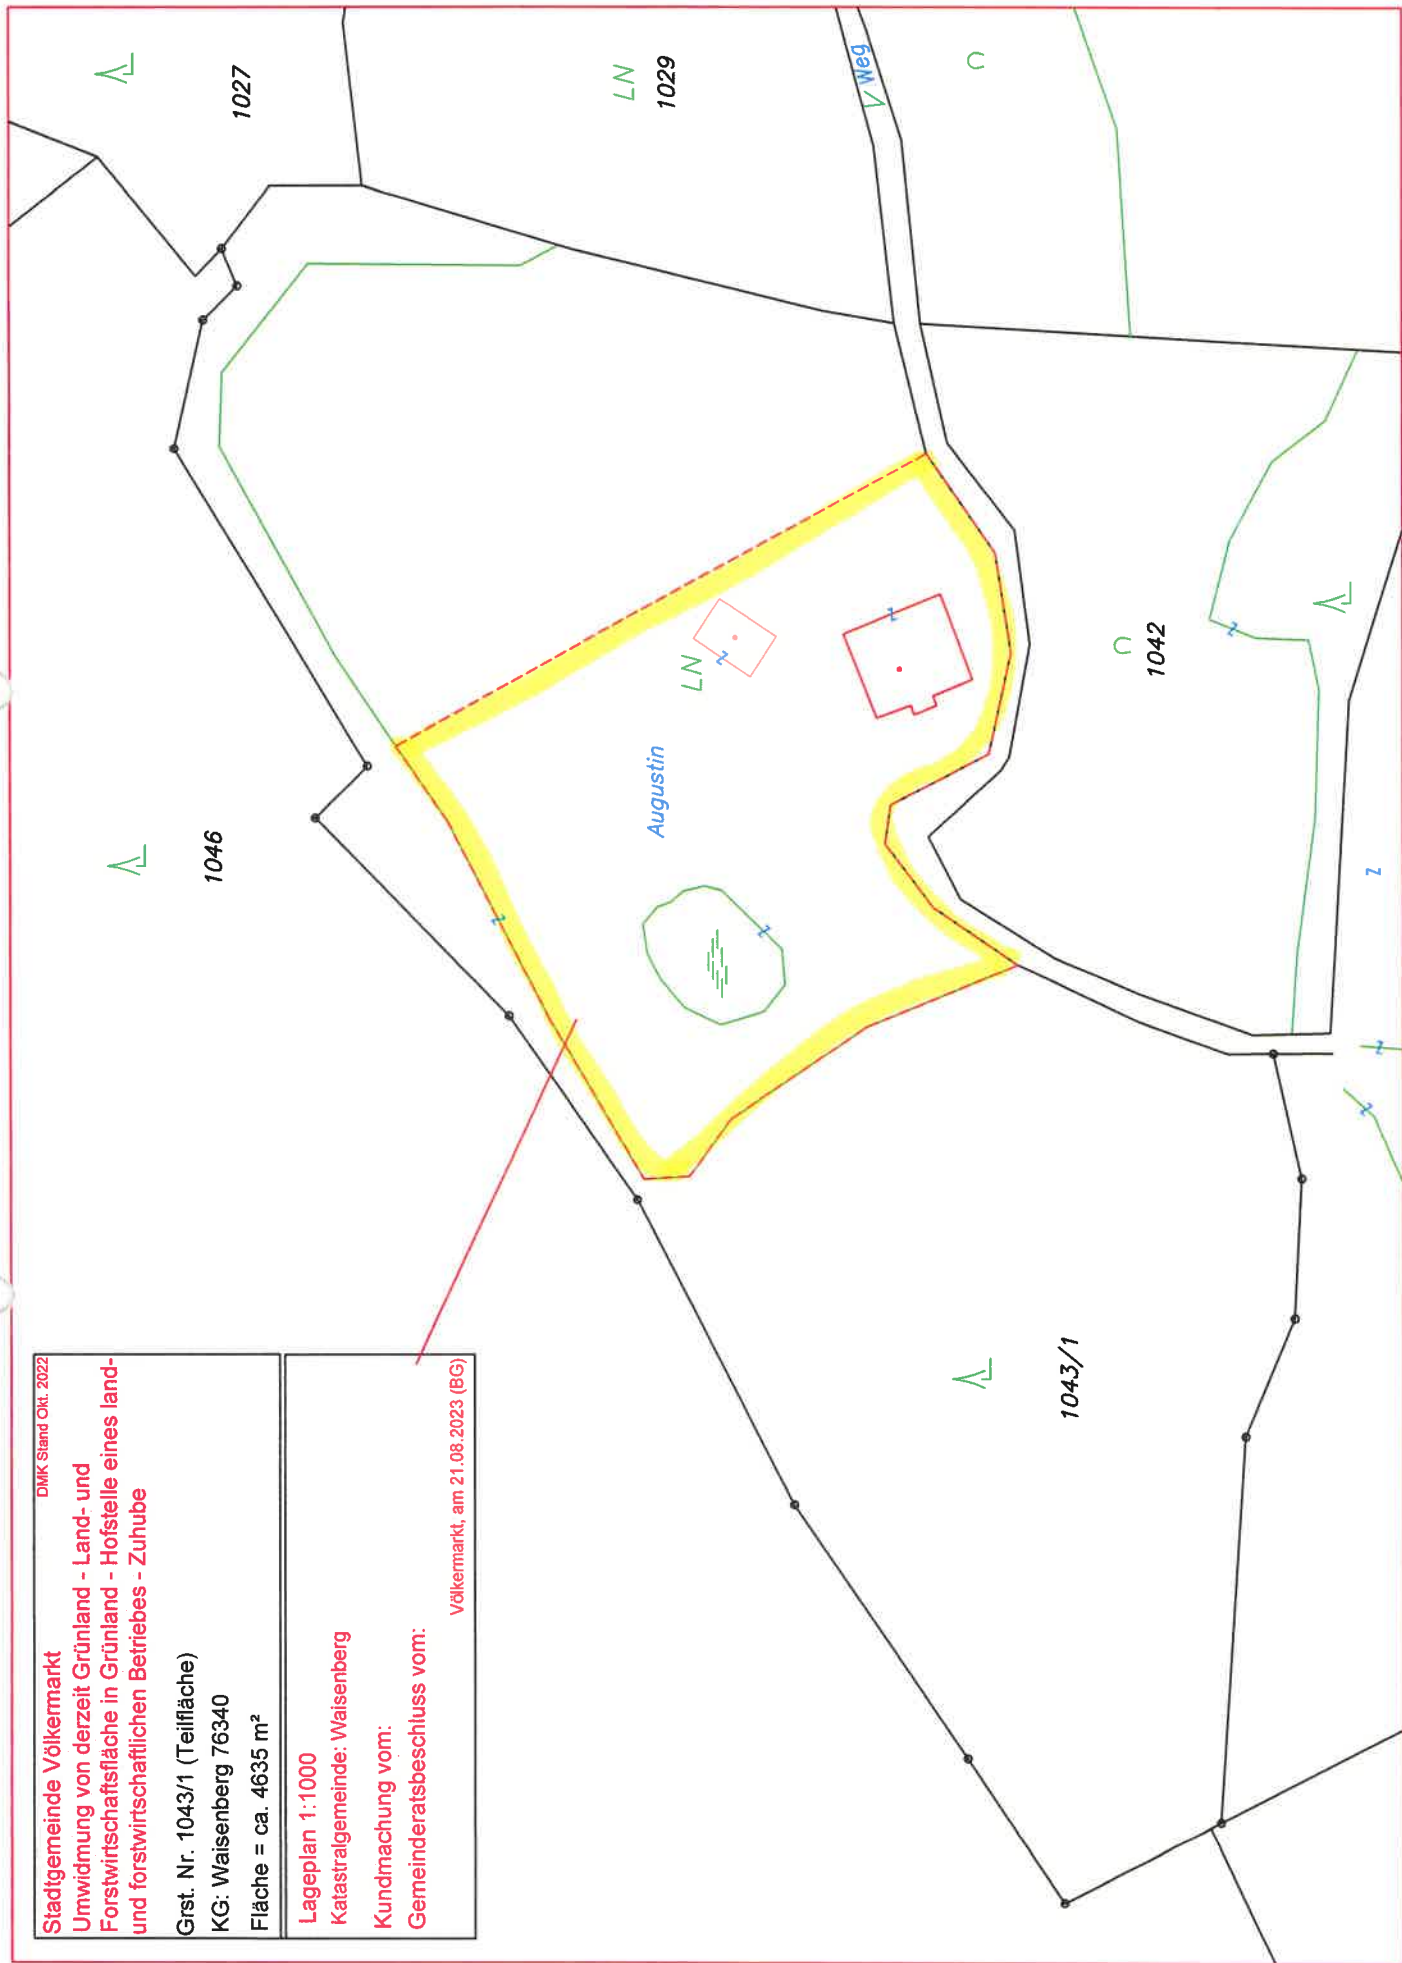 Stadtgemeinde Völkermarkt
DMK Stand Okt. 2022
Umwidmung von derzeit Grünland - Land- und
Forstwirtschaftsfläche in Grünland - Hofstelle eines land-
und forstwirtschaftlichen Betriebes - Zuhube
Grst. Nr. 1043/1 (Teilfläche)
KG: Waisenberg 76340
Fläche = ca. 4635 m²
Lageplan 1:1000
Katastralgemeinde: Waisenberg
Kundmachung vom:
Gemeinderatsbeschluss vom:
Völkermarkt, am 21.08.2023 (BG)
1046
1027
LN
1029
V Weg
LN
Augustin
1042
1043/1